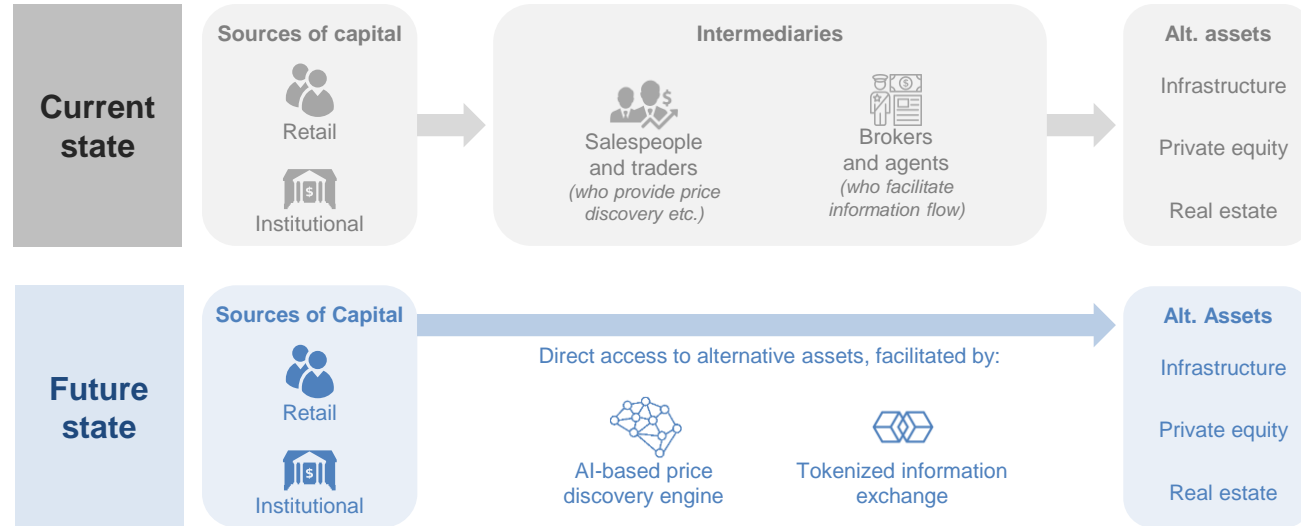 Current
state
Sources of capital
Retail
Institutional
Intermediaries
$
Salespeople
and traders
(who provide price
discovery etc.)
$
Brokers
and agents
(who facilitate
information flow)
Alt. assets
Infrastructure
Private equity
Real estate
Future
state
Sources of Capital
Retail
$
Institutional
Direct access to alternative assets, facilitated by:
AI-based price
discovery engine
Tokenized information
exchange
Alt. Assets
Infrastructure
Private equity
Real estate